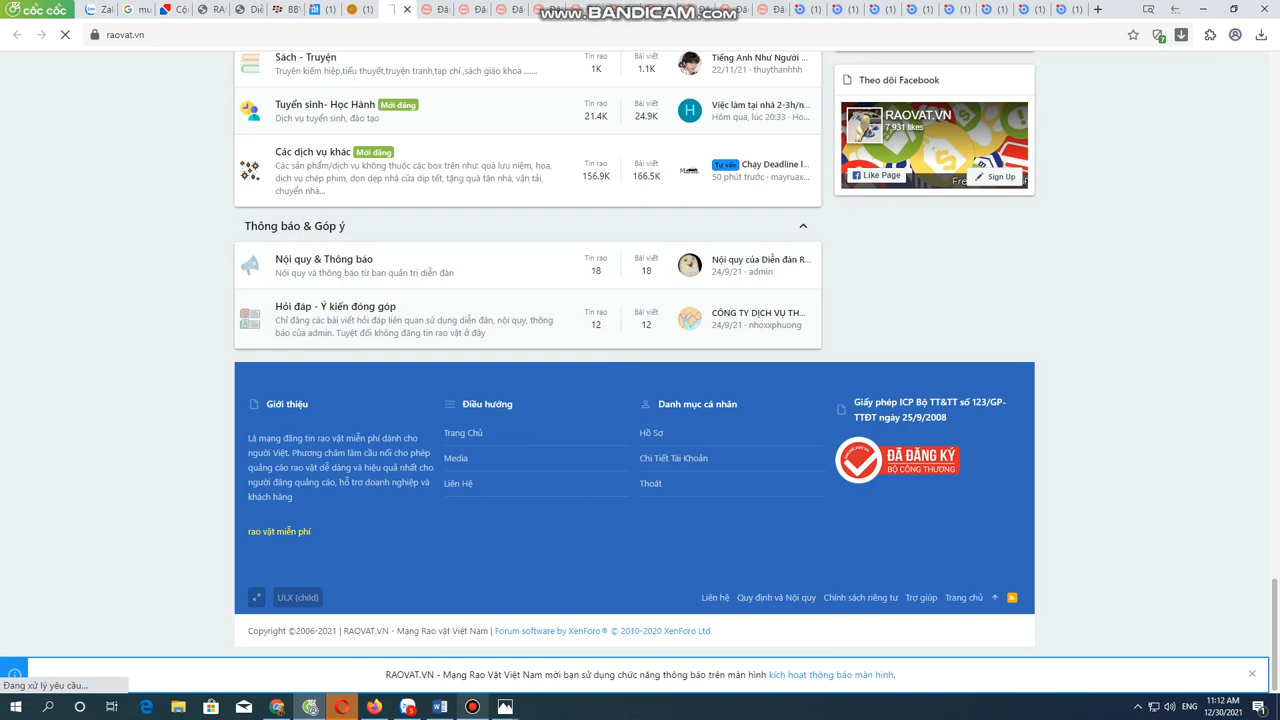 www.BANDICAM.com
cốc cốc
raovat.vn
Sách - Truyện
Truyện kiếm hiệp,tiểu thuyết,truyện tranh,tạp chí ,sách giáo khoa .......
Tin rao
1K
Bài viết
1.1K
Tiếng Anh Như Người ...
22/11/21 · thuythanhhh
Tuyển sinh- Học Hành Mới đăng
Dịch vụ tuyển sinh, đào tạo
Tin rao
21.4K
Bài viết
24.9K
H
Việc làm tại nhà 2-3h/n...
Hôm qua, lúc 20:33 · Ho...
Các dịch vụ khác Mới đăng
Các sản phẩm/dịch vụ không thuộc các box trên như: quà lưu niệm, hoa,
dịch vụ chép phim, dọn dẹp nhà cửa dịp tết, tặng quà tận nhà, vận tải,
chuyển nhà...
Tin rao
156.9K
Bài viết
166.5K
Tư vấn Chạy Deadline l...
50 phút trước · mayruax...
Theo dõi Facebook
RAOVAT.VN
7,931 likes
Like Page
Sign Up
Thông báo & Góp ý
Nội quy & Thông báo
Nội quy và thông báo từ ban quản trị diễn đàn
Tin rao
18
Bài viết
18
Nội quy của Diễn đàn R...
24/9/21 · admin
Hỏi đáp - Ý kiến đóng góp
Chỉ đăng các bài viết hỏi đáp liên quan sử dụng diễn đàn, nội quy, thông
báo của admin. Tuyệt đối không đăng tin rao vặt ở đây
Tin rao
12
Bài viết
12
CÔNG TY DỊCH VỤ TH...
24/9/21 · nhoxxphuong
Giới thiệu
Là mạng đăng tin rao vặt miễn phí dành cho
người Việt. Phương châm làm cầu nối cho phép
quảng cáo rao vặt dễ dàng và hiệu quả nhất cho
người đăng quảng cáo, hỗ trợ doanh nghiệp và
khách hàng
rao vặt miễn phí
Điều hướng
Trang Chủ
Media
Liên Hệ
Danh mục cá nhân
Hồ Sơ
Chi Tiết Tài Khoản
Thoát
Giấy phép ICP Bộ TT&TT số 123/GP-
TTĐT ngày 25/9/2008
ĐÃ ĐĂNG KÝ
BỘ CÔNG THƯƠNG
UI.X (child)
Liên hệ Quy định và Nội quy Chính sách riêng tư Trợ giúp Trang chủ
Copyright ©2006-2021 | RAOVAT.VN - Mạng Rao vặt Việt Nam | Forum software by XenForo® © 2010-2020 XenForo Ltd
RAOVAT.VN - Mạng Rao Vặt Việt Nam mời bạn sử dụng chức năng thông báo trên màn hình kích hoạt thông báo màn hình.
Đang xử lý yêu cầu...
ENG
11:12 AM
12/30/2021